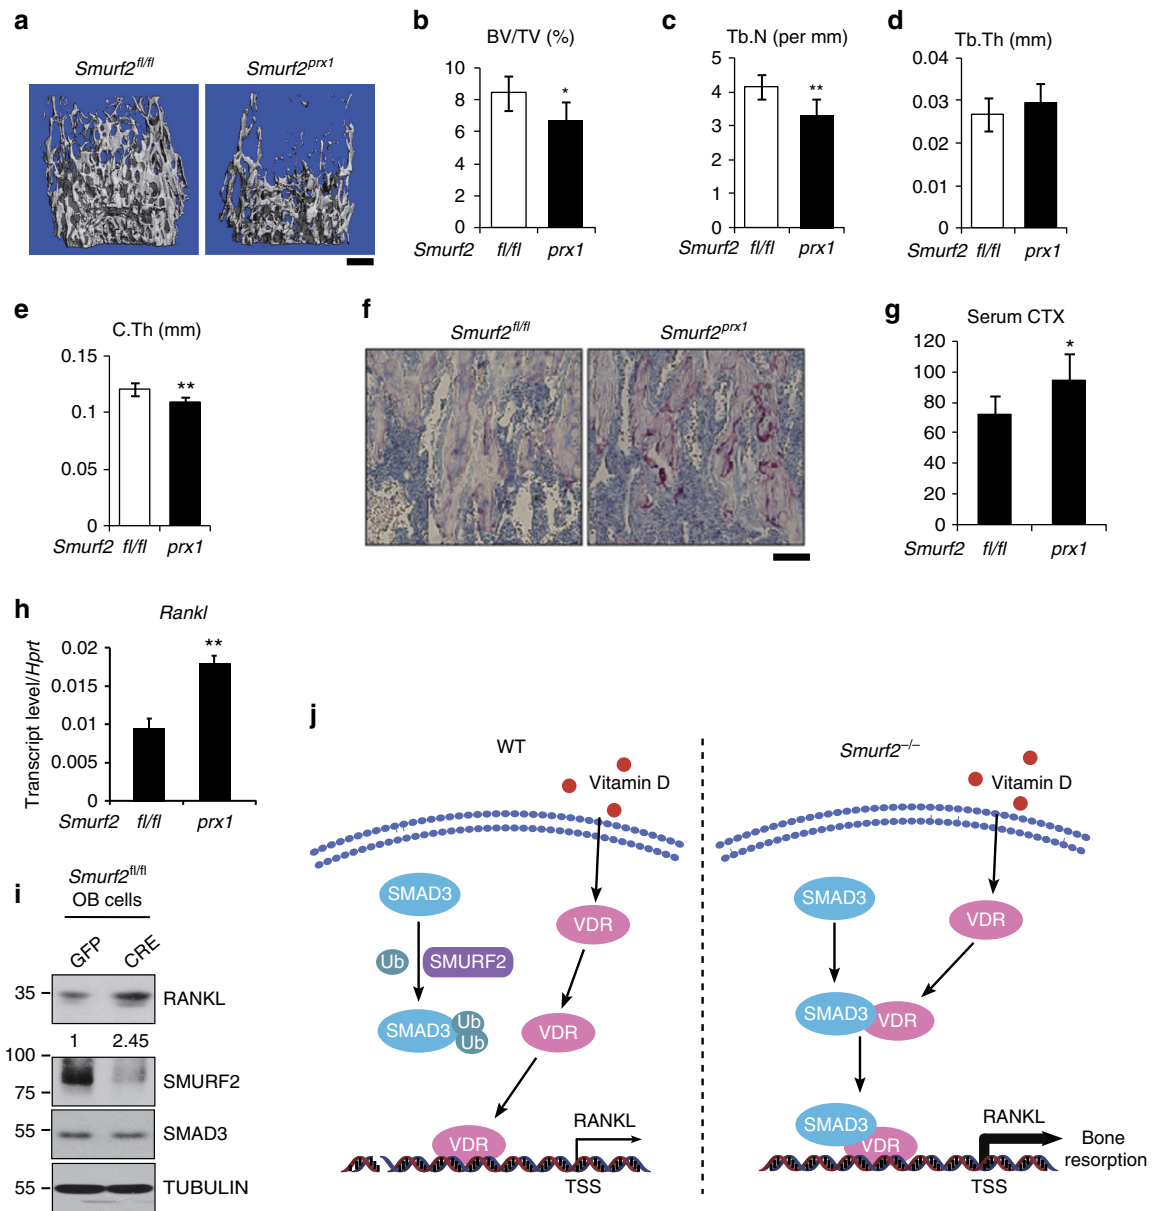 a
Smurf2fl/fl
Smurf2prx1
b
BV/TV (%)
10
8
6
4
2
0
*
Smurf2 fl/fl prx1
c
Tb.N (per mm)
5
4
3
2
1
0
**
Smurf2 fl/fl prx1
d
Tb.Th (mm)
0.04
0.03
0.02
0.01
0
Smurf2 fl/fl prx1
e
C.Th (mm)
0.15
0.1
0.05
0
**
Smurf2 fl/fl prx1
f
Smurf2fl/fl
Smurf2prx1
g
Serum CTX
120
100
80
60
40
20
0
*
Smurf2 fl/fl prx1
h
Rankl
Transcript level/Hprt
0.02
0.015
0.01
0.005
0
**
Smurf2 fl/fl prx1
i
Smurf2fl/fl
OB cells
GFP CRE
35 RANKL
1 2.45
100
75
SMURF2
55 SMAD3
55 TUBULIN
j
WT
Vitamin D
SMAD3
VDR
Ub SMURF2
SMAD3 Ub
Ub
VDR
VDR
RANKL
TSS
Smurf2–/–
Vitamin D
SMAD3
VDR
SMAD3 VDR
SMAD3
VDR
RANKL
Bone
resorption
TSS